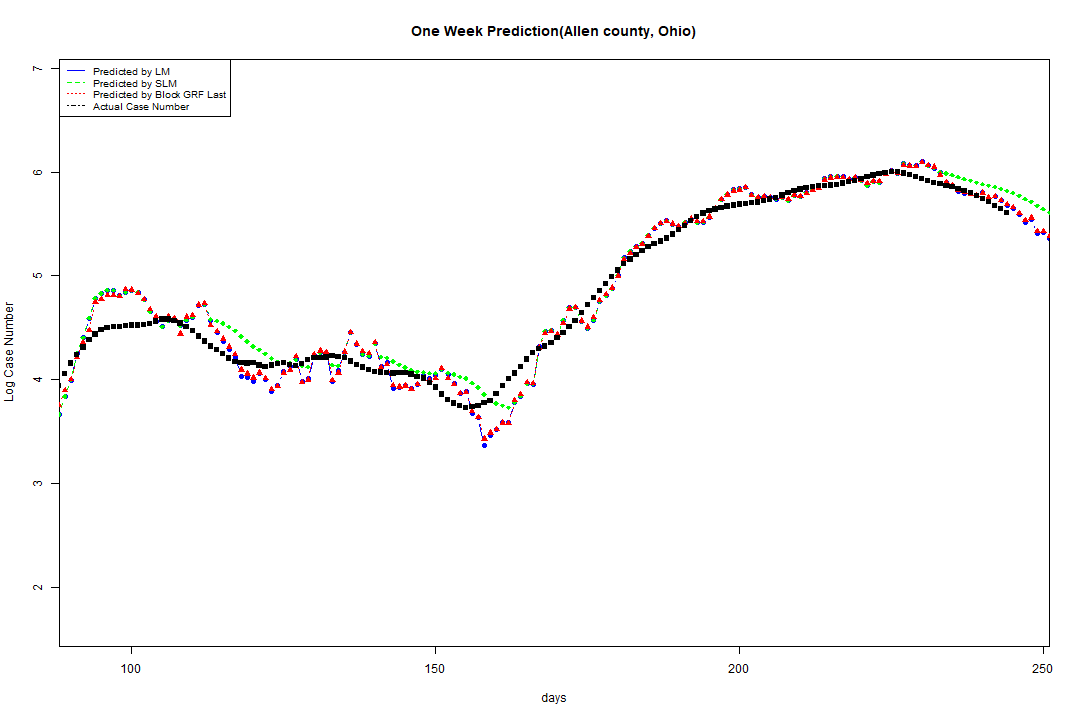 One Week Prediction(Allen county, Ohio)
Predicted by LM
Predicted by SLM
Predicted by Block GRF Last
Actual Case Number
7
6
5
4
3
2
Log Case Number
100 150 200 250
days